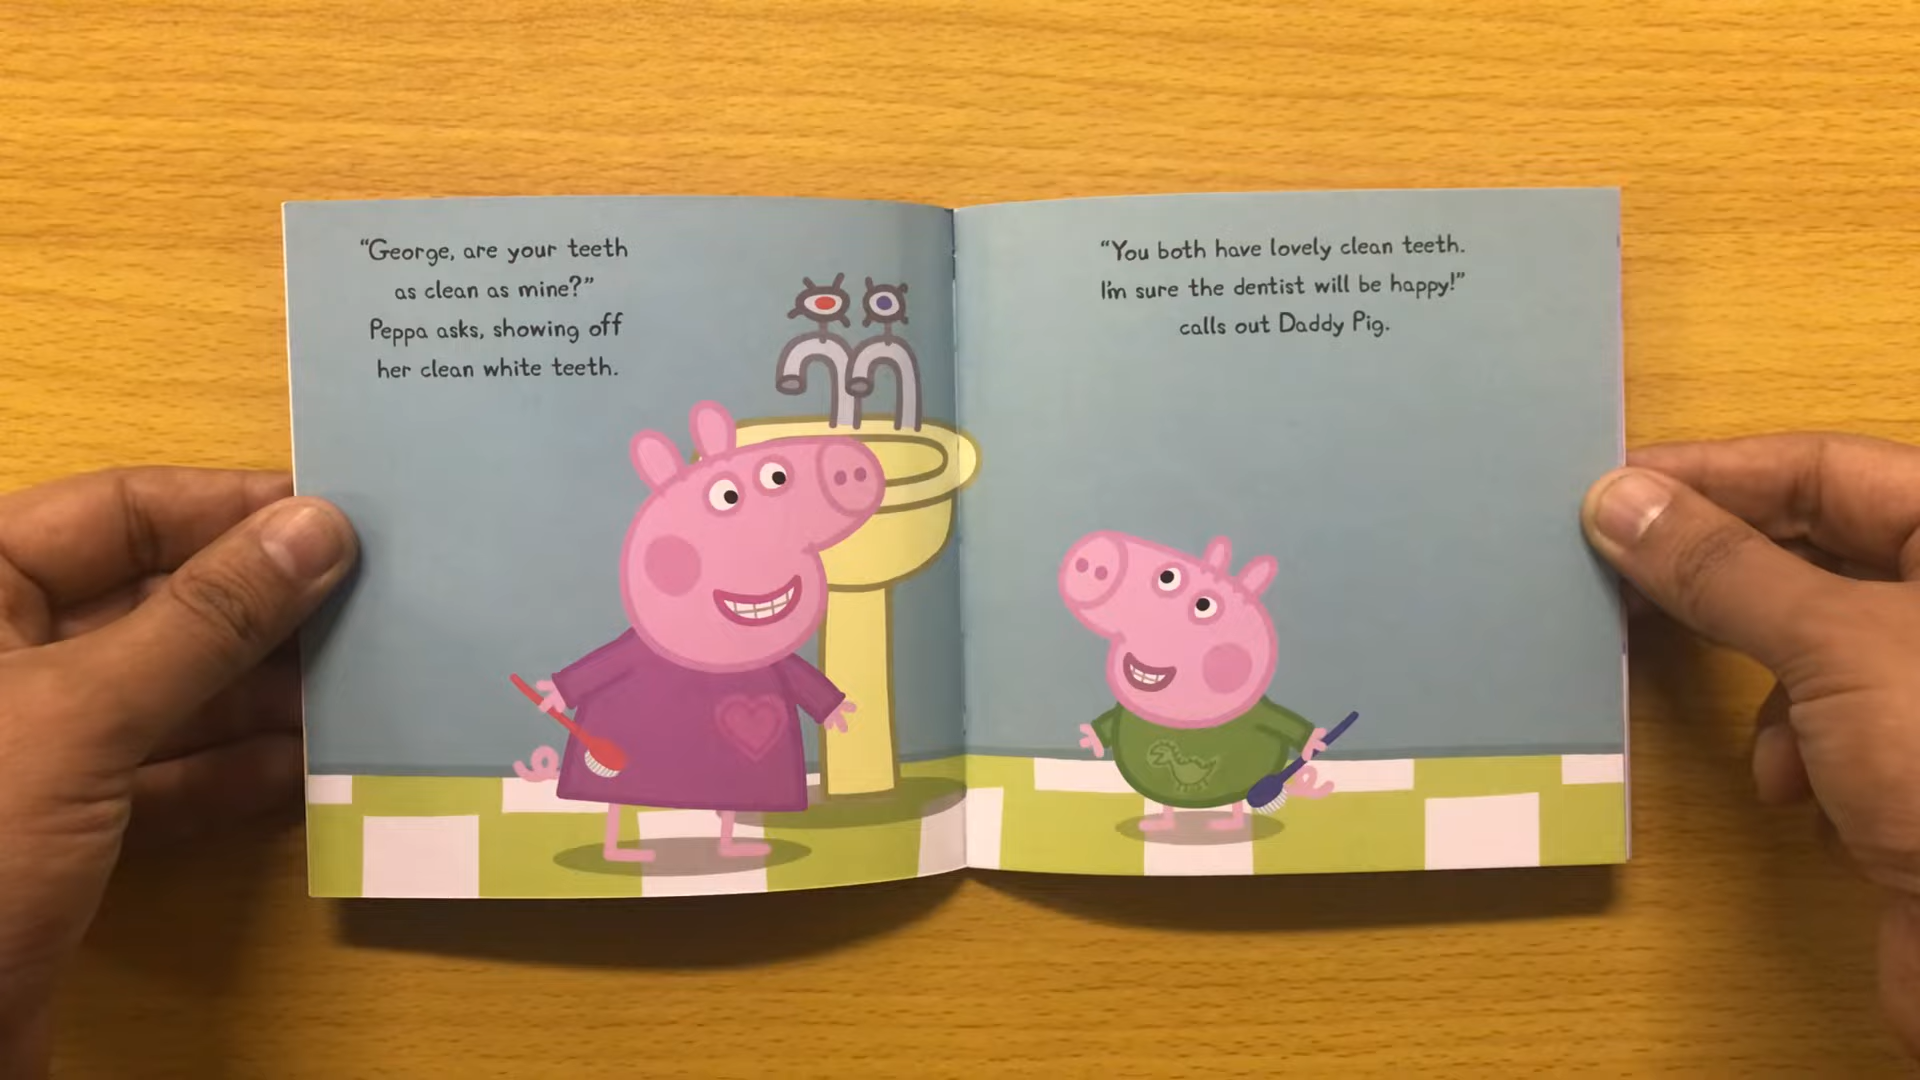 “George, are your teeth
as clean as mine?”
Peppa asks, showing off
her clean white teeth.
“You both have lovely clean teeth.
I'm sure the dentist will be happy!”
calls out Daddy Pig.